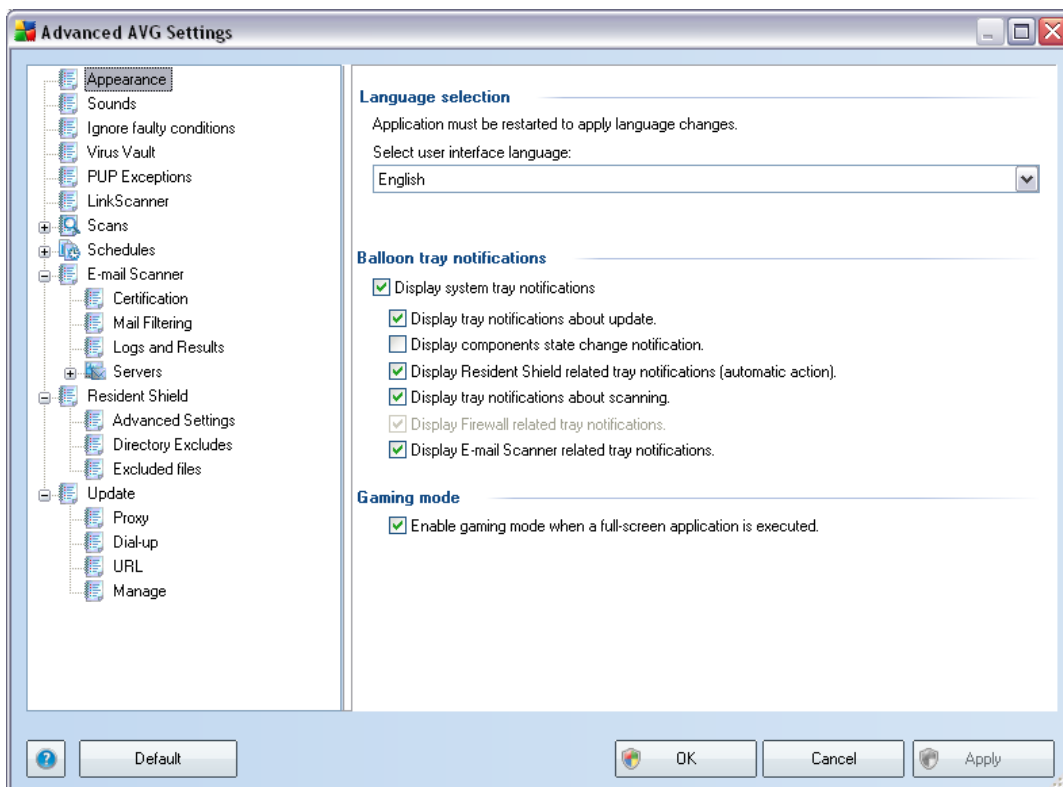 Advanced AVG Settings
Appearance
Sounds
Ignore faulty conditions
Virus Vault
PUP Exceptions
LinkScanner
Scans
Schedules
E-mail Scanner
Certification
Mail Filtering
Logs and Results
Servers
Resident Shield
Advanced Settings
Directory Excludes
Excluded files
Update
Proxy
Dial-up
URL
Manage
Language selection
Application must be restarted to apply language changes.
Select user interface language:
English
Balloon tray notifications
Display system tray notifications
Display tray notifications about update.
Display components state change notification.
Display Resident Shield related tray notifications (automatic action).
Display tray notifications about scanning.
Display Firewall related tray notifications.
Display E-mail Scanner related tray notifications.
Gaming mode
Enable gaming mode when a full-screen application is executed.
Default
OK
Cancel
Apply